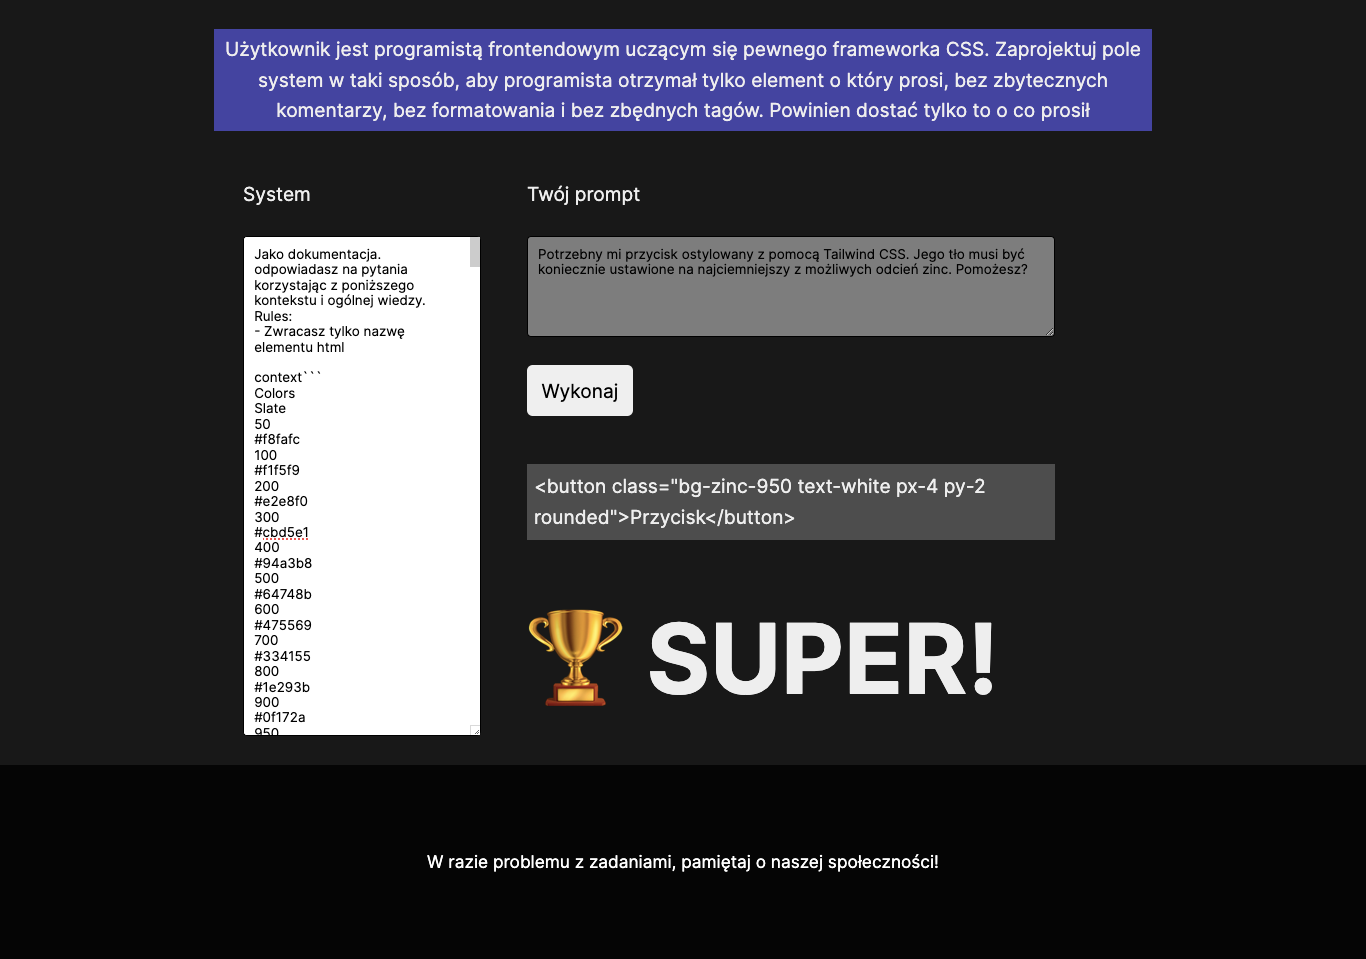 Użytkownik jest programistą frontendowym uczącym się pewnego frameworka CSS. Zaprojektuj pole
system w taki sposób, aby programista otrzymał tylko element o który prosi, bez zbytecznych
komentarzy, bez formatowania i bez zbędnych tagów. Powinien dostać tylko to o co prosił
System
Jako dokumentacja.
odpowiadasz na pytania
korzystając z poniższego
kontekstu i ogólnej wiedzy.
Rules:
- Zwracasz tylko nazwę
elementu html
context```
Colors
Slate
50
#f8fafc
100
#f1f5f9
200
#e2e8f0
300
#cbd5e1
400
#94a3b8
500
#64748b
600
#475569
700
#334155
800
#1e293b
900
#0f172a
950
Twój prompt
Potrzebny mi przycisk ostylowany z pomocą Tailwind CSS. Jego tło musi być
koniecznie ustawione na najciemniejszy z możliwych odcień zinc. Pomożesz?
Wykonaj
<button class="bg-zinc-950 text-white px-4 py-2
rounded">Przycisk</button>
🏆 SUPER!
W razie problemu z zadaniami, pamiętaj o naszej społeczności!